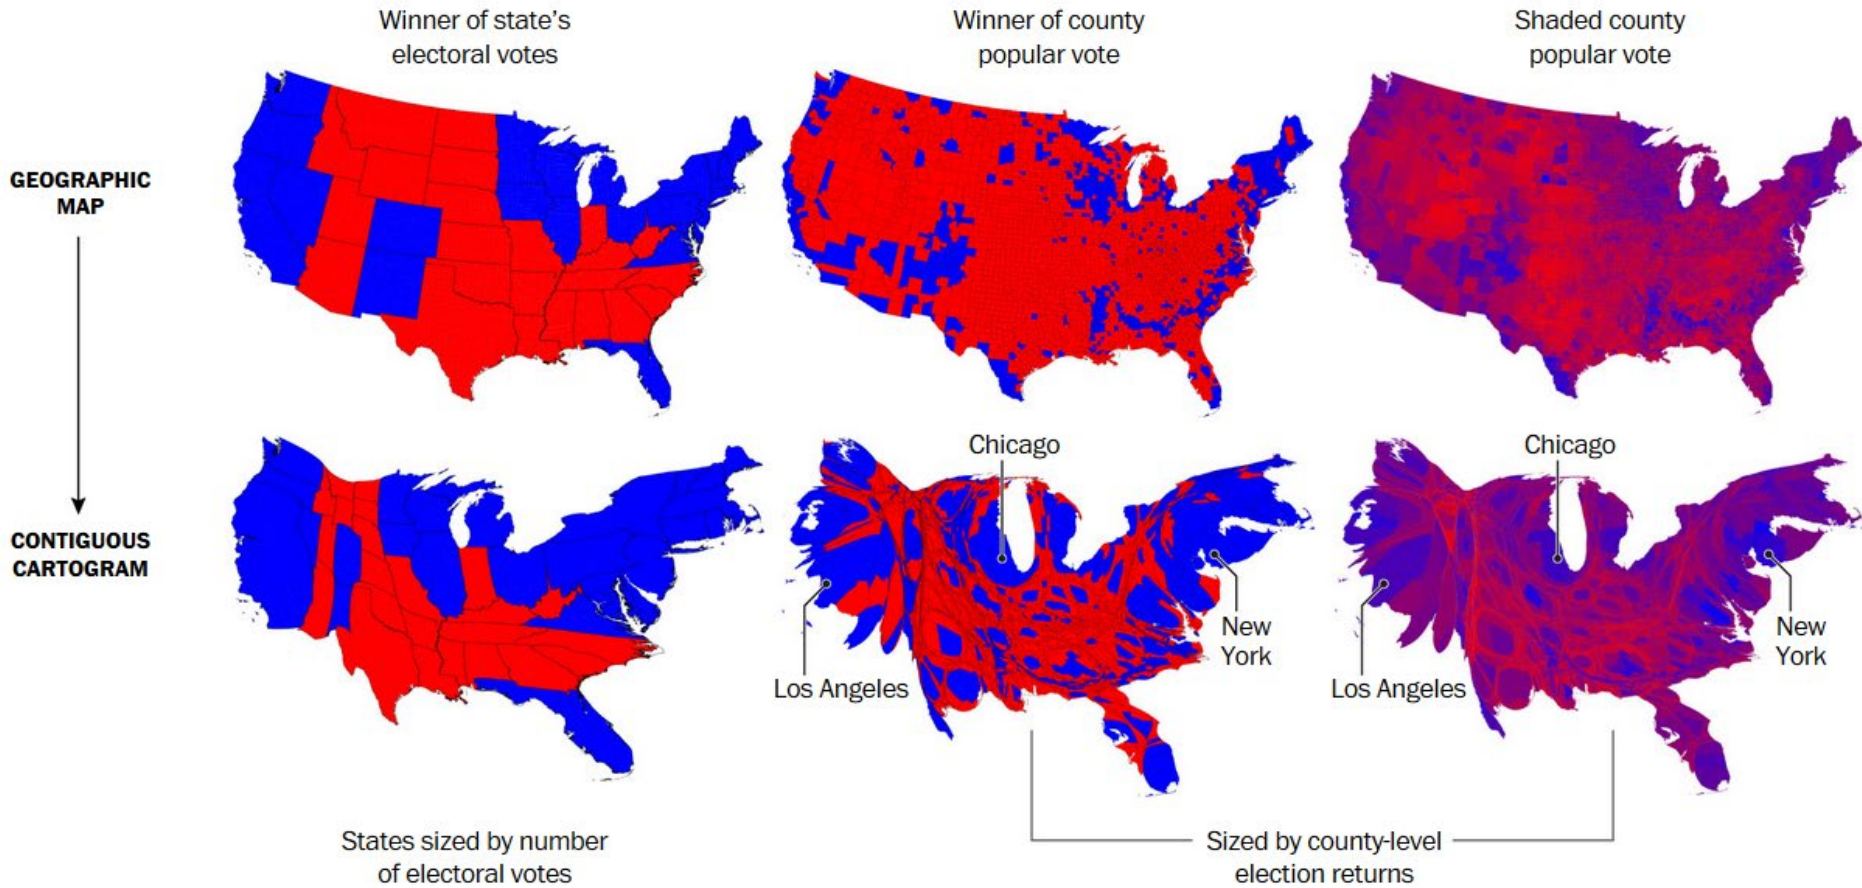 Winner of state’s
electoral votes
Winner of county
popular vote
Shaded county
popular vote
GEOGRAPHIC
MAP
CONTIGUOUS
CARTOGRAM
Chicago
New
York
Los Angeles
Chicago
New
York
Los Angeles
States sized by number
of electoral votes
Sized by county-level
election returns